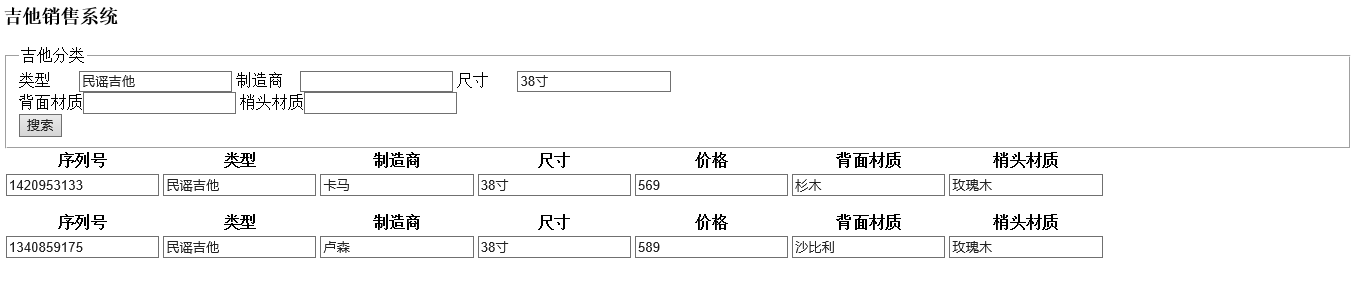 吉他销售系统
吉他分类
类型 民谣吉他 制造商 尺寸 38寸
背面材质 梢头材质
搜索
序列号 类型 制造商 尺寸 价格 背面材质 梢头材质
1420953133 民谣吉他 卡马 38寸 569 杉木 玫瑰木
序列号 类型 制造商 尺寸 价格 背面材质 梢头材质
1340859175 民谣吉他 卢森 38寸 589 沙比利 玫瑰木